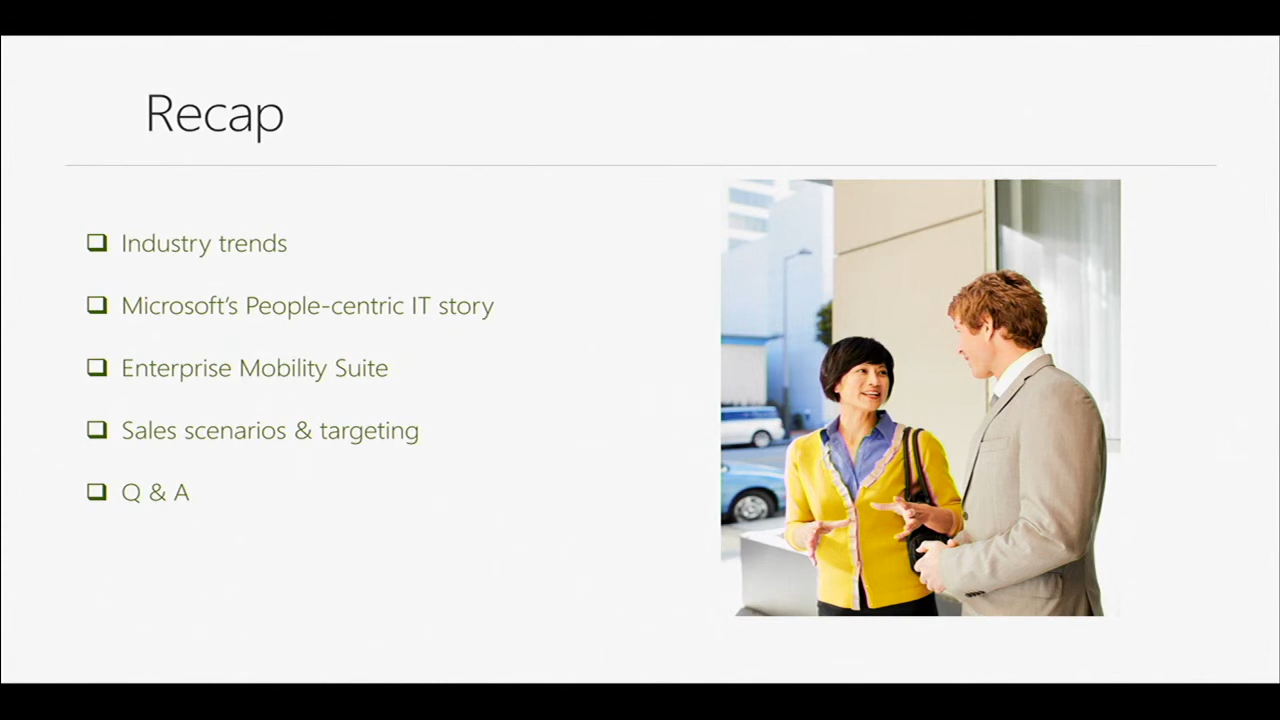 Recap
Industry trends
Microsoft's People-centric IT story
Enterprise Mobility Suite
Sales scenarios & targeting
Q & A